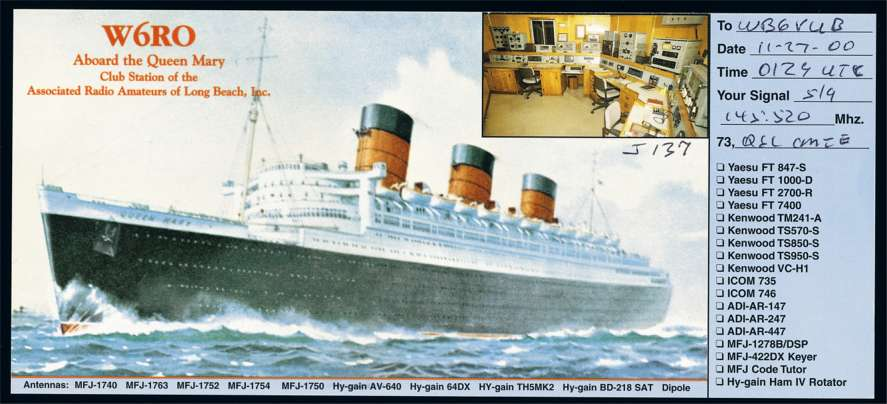 W6RO
Aboard the Queen Mary
Club Station of the
Associated Radio Amateurs of Long Beach, Inc.
J 137
QUEEN MARY
To WB6VUB
Date 11-27-00
Time 0124 UTC
Your Signal 5/9
145.520 Mhz.
73, QSL
❑ Yaesu FT 847-S
❑ Yaesu FT 1000-D
❑ Yaesu FT 2700-R
❑ Yaesu FT 7400
❑ Kenwood TM241-A
❑ Kenwood TS570-S
❑ Kenwood TS850-S
❑ Kenwood TS950-S
❑ Kenwood VC-H1
❑ ICOM 735
❑ ICOM 746
❑ ADI-AR-147
❑ ADI-AR-247
❑ ADI-AR-447
❑ MFJ-1278B/DSP
❑ MFJ-422DX Keyer
❑ MFJ Code Tutor
❑ Hy-gain Ham IV Rotator
Antennas: MFJ-1740 MFJ-1763 MFJ-1752 MFJ-1754 MFJ-1750 Hy-gain AV-640 Hy-gain 64DX HY-gain TH5MK2 Hy-gain BD-218 SAT Dipole